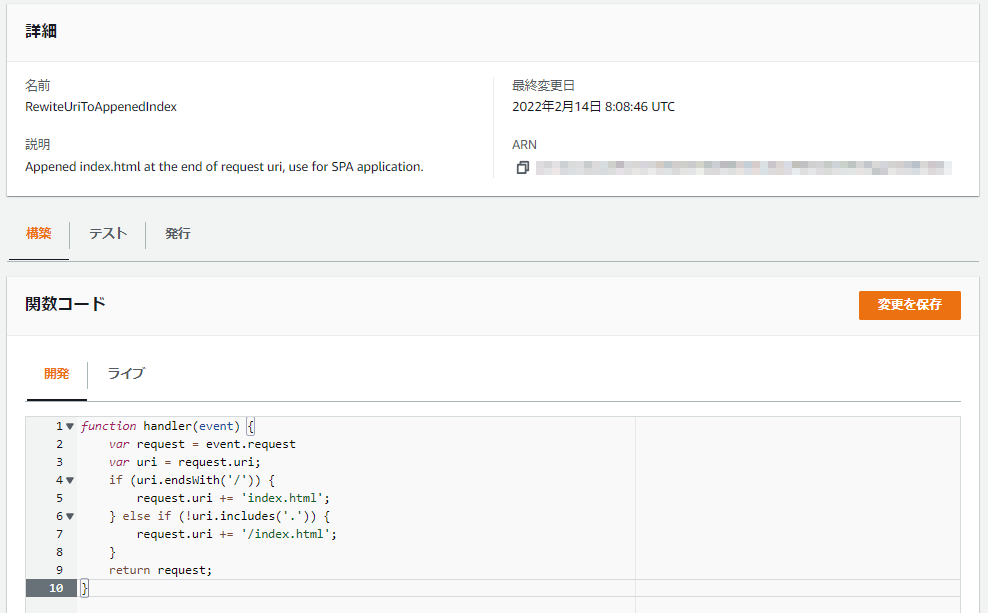 詳細
名前
RewiteUriToAppenedIndex
最終変更日
2022年2月14日 8:08:46 UTC
説明
Appened index.html at the end of request uri, use for SPA application.
ARN
構築 テスト 発行
関数コード
変更を保存
開発 ライブ
1 function handler(event) {
2     var request = event.request
3     var uri = request.uri;
4     if (uri.endsWith('/')) {
5         request.uri += 'index.html';
6     } else if (!uri.includes('.')) {
7         request.uri += '/index.html';
8     }
9     return request;
10 }